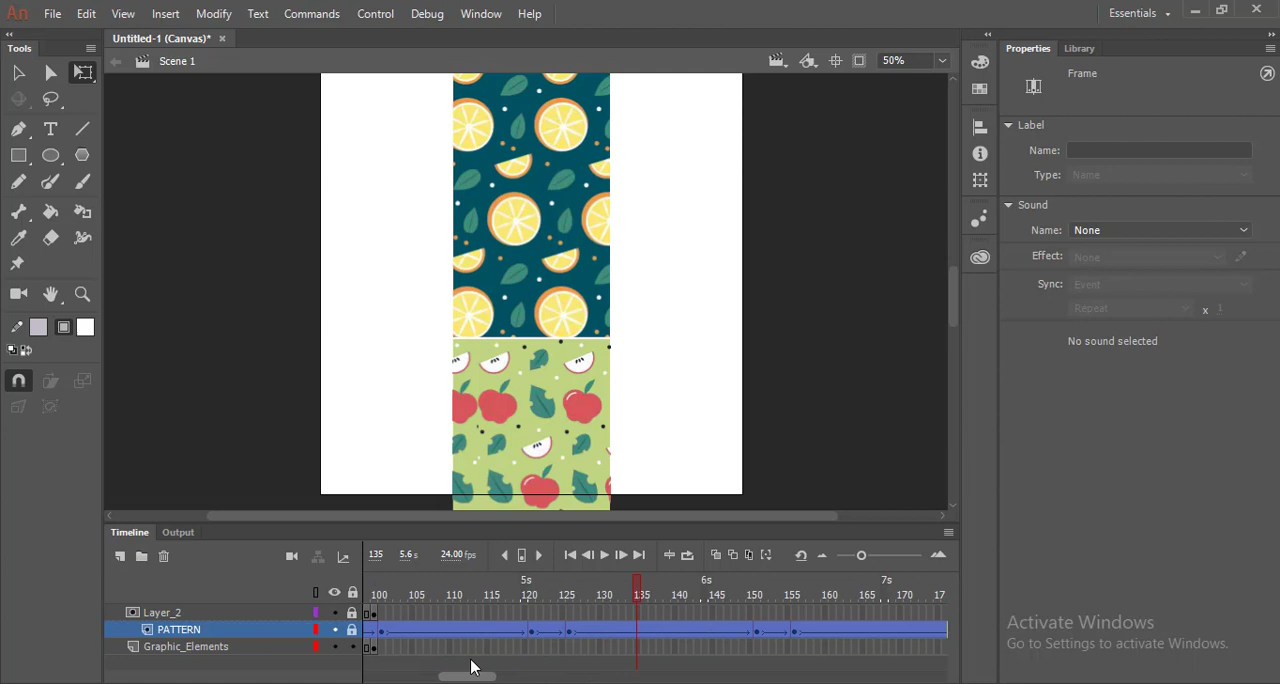 An File Edit View Insert Modify Text Commands Control Debug Window Help Essentials
Untitled-1 (Canvas)* ×
Tools
Scene 1 50%
Properties Library
Frame
Label
Name:
Type: Name
Sound
Name: None
Effect: None
Sync: Event
Repeat x 1
No sound selected
Timeline Output
135 5.6 s 24.00 fps
5s 6s 7s
100 105 110 115 120 125 130 135 140 145 150 155 160 165 170 17
Layer_2
PATTERN
Graphic_Elements
Activate Windows
Go to Settings to activate Windows.